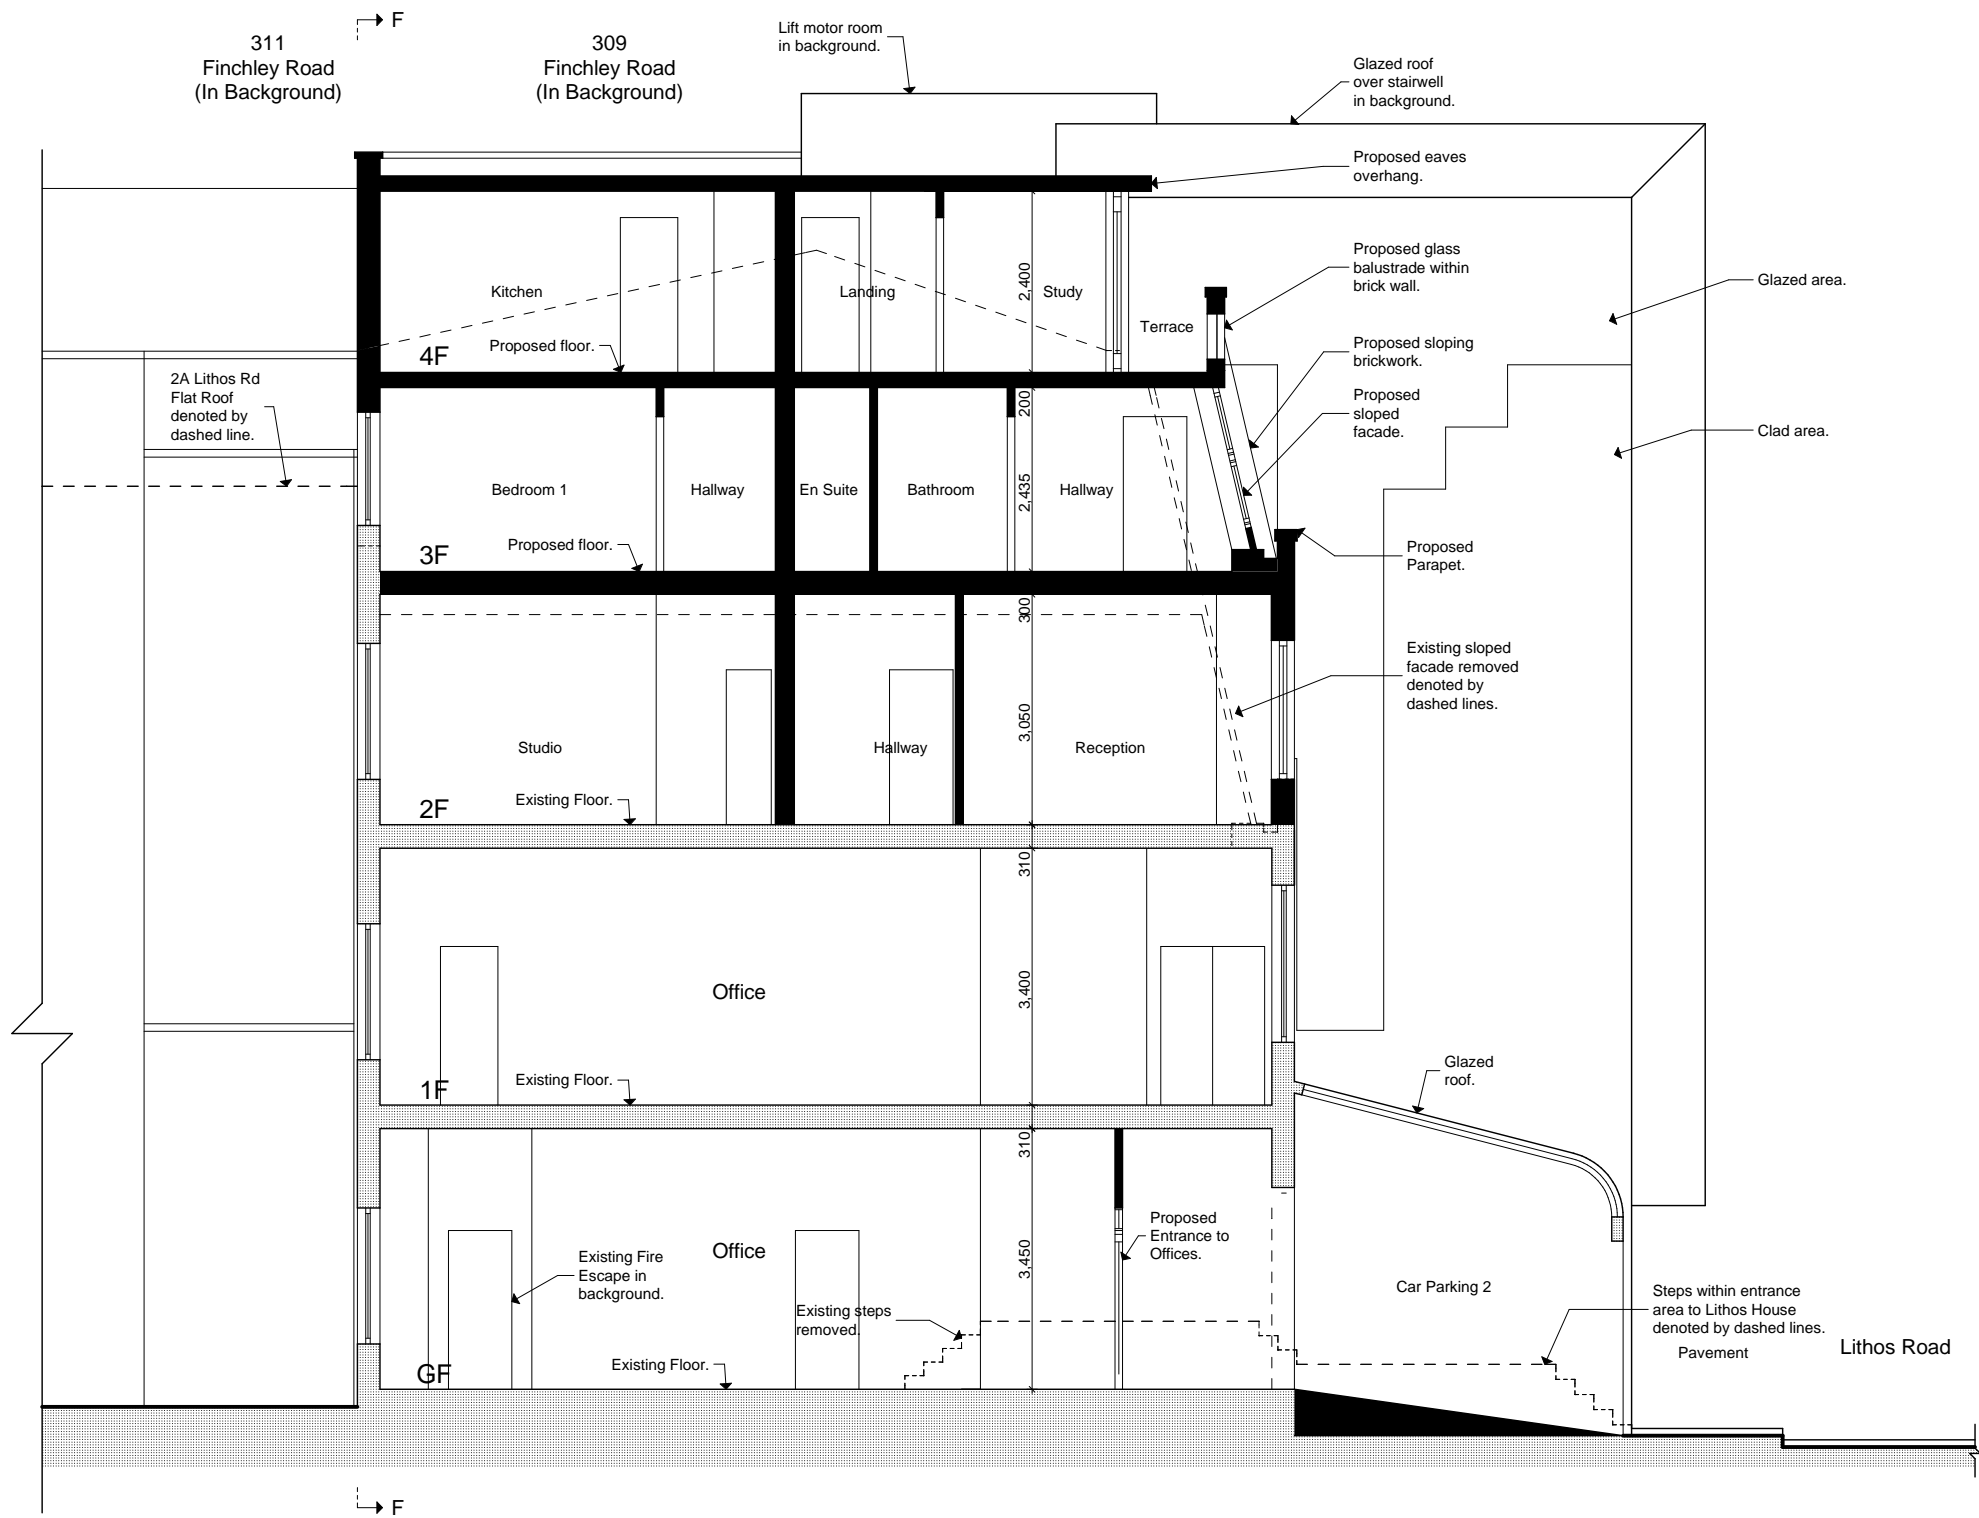 F
311
Finchley Road
(In Background)
309
Finchley Road
(In Background)
Lift motor room
in background.
Glazed roof
over stairwell
in background.
Proposed eaves
overhang.
Proposed glass
balustrade within
brick wall.
Glazed area.
Kitchen
Landing
2,400
Study
Terrace
4F
Proposed floor.
Proposed sloping
brickwork.
2A Lithos Rd
Flat Roof
denoted by
dashed line.
200
Proposed
sloped
facade.
Clad area.
Bedroom 1
Hallway
En Suite
Bathroom
2,435
Hallway
3F
Proposed floor.
Proposed
Parapet.
300
Existing sloped
facade removed
denoted by
dashed lines.
3,050
Studio
Hallway
Reception
2F
Existing Floor.
310
Office
3,400
1F
Existing Floor.
Glazed
roof.
310
Proposed
Entrance to
Offices.
Office
3,450
Existing Fire
Escape in
background.
Existing steps
removed.
Car Parking 2
Steps within entrance
area to Lithos House
denoted by dashed lines.
Pavement
Lithos Road
GF
Existing Floor.
F